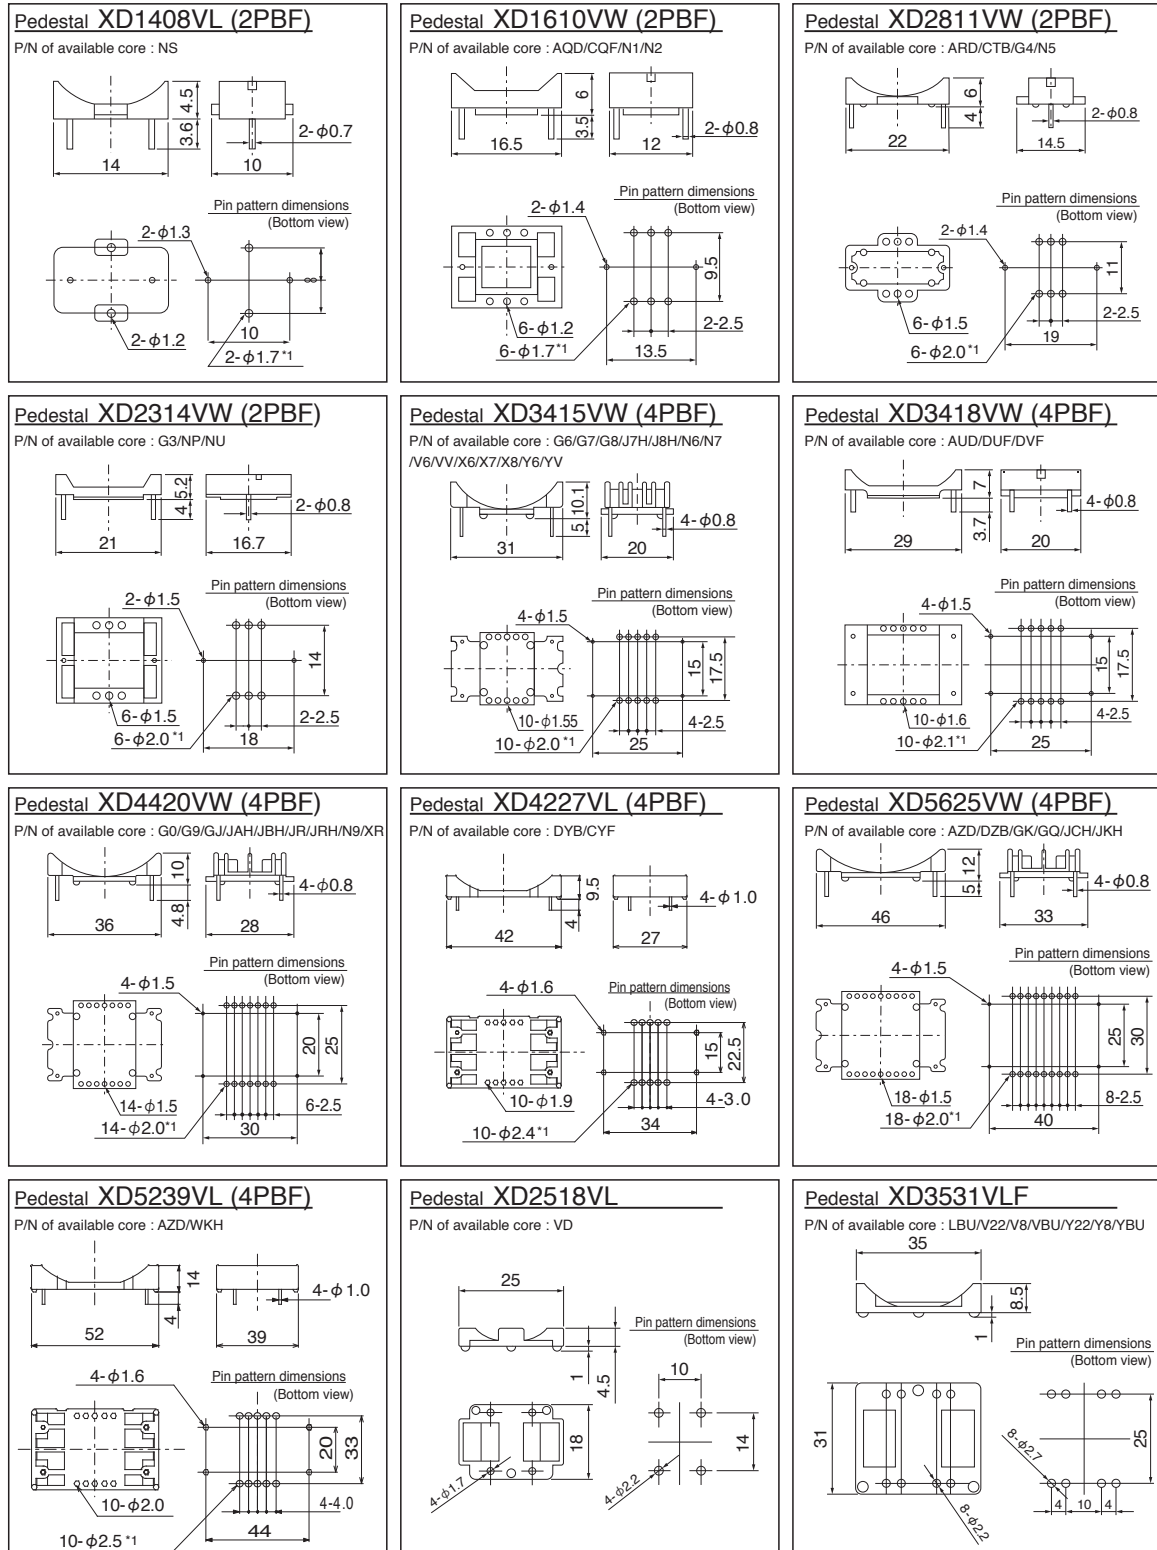 Pedestal XD1408VL (2PBF)
P/N of available core : NS
4.5
3.6
2-φ0.7
14
10
Pin pattern dimensions
(Bottom view)
2-φ1.3
8
10
2-φ1.2
2-φ1.7*1
Pedestal XD1610VW (2PBF)
P/N of available core : AQD/CQF/N1/N2
6
3.5
2-φ0.8
16.5
12
Pin pattern dimensions
(Bottom view)
2-φ1.4
9.5
6-φ1.2
2-2.5
6-φ1.7*1
13.5
Pedestal XD2811VW (2PBF)
P/N of available core : ARD/CTB/G4/N5
6
4
2-φ0.8
22
14.5
Pin pattern dimensions
(Bottom view)
2-φ1.4
11
6-φ1.5
2-2.5
19
6-φ2.0*1
Pedestal XD2314VW (2PBF)
P/N of available core : G3/NP/NU
5.2
4
2-φ0.8
21
16.7
Pin pattern dimensions
(Bottom view)
2-φ1.5
14
6-φ1.5
2-2.5
6-φ2.0*1
18
Pedestal XD3415VW (4PBF)
P/N of available core : G6/G7/G8/J7H/J8H/N6/N7
/V6/VV/X6/X7/X8/Y6/YV
10.1
5
4-φ0.8
31
20
Pin pattern dimensions
(Bottom view)
4-φ1.5
15
17.5
10-φ1.55
4-2.5
10-φ2.0*1
25
Pedestal XD3418VW (4PBF)
P/N of available core : AUD/DUF/DVF
7
3.7
4-φ0.8
29
20
Pin pattern dimensions
(Bottom view)
4-φ1.5
15
17.5
10-φ1.6
4-2.5
10-φ2.1*1
25
Pedestal XD4420VW (4PBF)
P/N of available core : G0/G9/GJ/JAH/JBH/JR/JRH/N9/XR
10
4.8
4-φ0.8
36
28
Pin pattern dimensions
(Bottom view)
4-φ1.5
20
25
14-φ1.5
6-2.5
14-φ2.0*1
30
Pedestal XD4227VL (4PBF)
P/N of available core : DYB/CYF
9.5
4
4-φ1.0
42
27
4-φ1.6
Pin pattern dimensions
(Bottom view)
15
22.5
10-φ1.9
4-3.0
34
10-φ2.4*1
Pedestal XD5625VW (4PBF)
P/N of available core : AZD/DZB/GK/GQ/JCH/JKH
12
5
4-φ0.8
46
33
Pin pattern dimensions
(Bottom view)
4-φ1.5
25
30
18-φ1.5
8-2.5
18-φ2.0*1
40
Pedestal XD5239VL (4PBF)
P/N of available core : AZD/WKH
14
4
4-φ1.0
52
39
4-φ1.6
Pin pattern dimensions
(Bottom view)
20
33
10-φ2.0
4-4.0
44
10-φ2.5*1
Pedestal XD2518VL
P/N of available core : VD
25
1
4.5
Pin pattern dimensions
(Bottom view)
10
18
14
4-φ1.7
4-φ2.2
Pedestal XD3531VLF
P/N of available core : LBU/V22/V8/VBU/Y22/Y8/YBU
35
8.5
1
Pin pattern dimensions
(Bottom view)
31
25
8-φ2.7
4
10
4
8-φ2.2